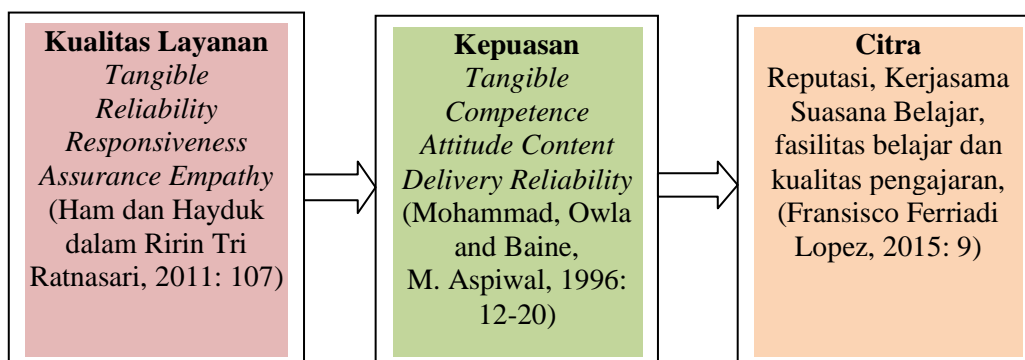 Kualitas Layanan
Tangible
Reliability
Responsiveness
Assurance Empathy
(Ham dan Hayduk
dalam Ririn Tri
Ratnasari, 2011: 107)
Kepuasan
Tangible
Competence
Attitude Content
Delivery Reliability
(Mohammad, Owla
and Baine,
M. Aspiwal, 1996:
12-20)
Citra
Reputasi, Kerjasama
Suasana Belajar,
fasilitas belajar dan
kualitas pengajaran,
(Fransisco Ferriadi
Lopez, 2015: 9)